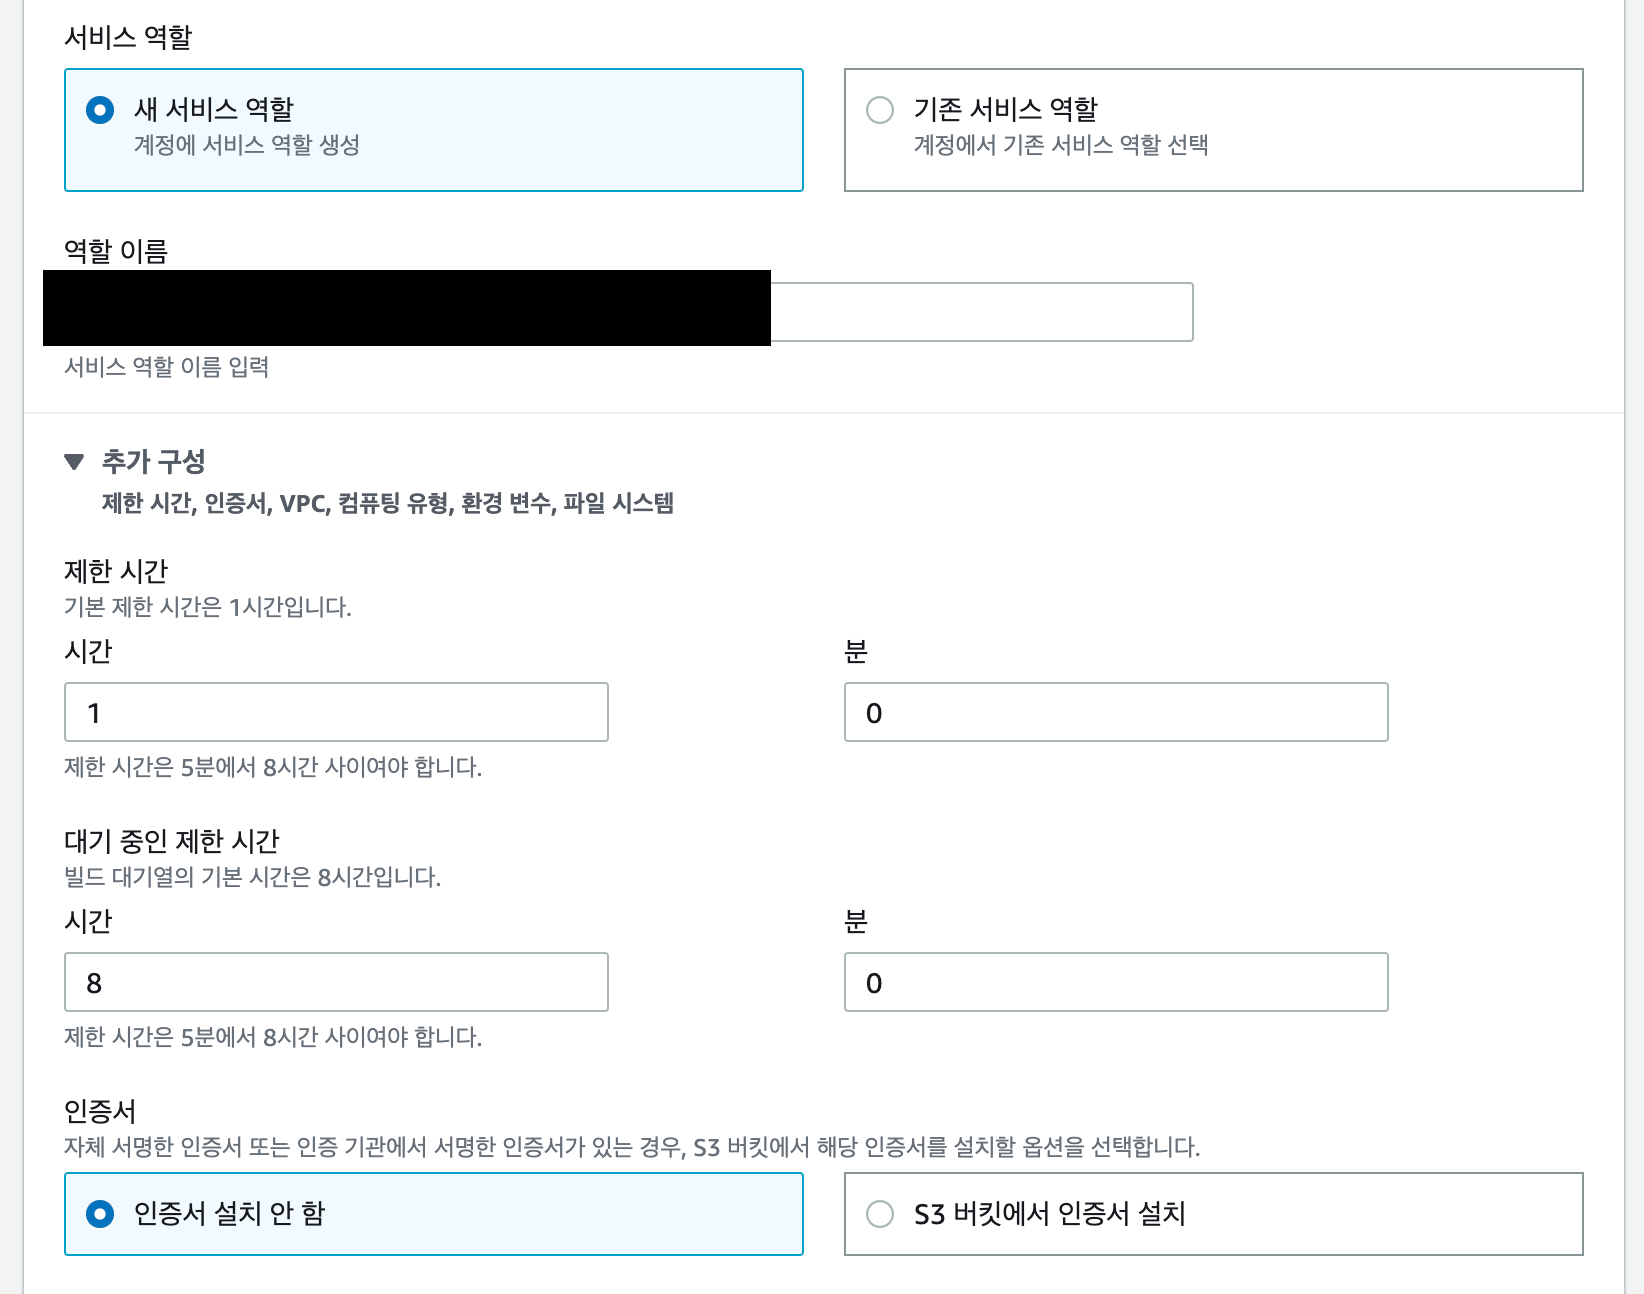 서비스 역할
새 서비스 역할
계정에 서비스 역할 생성
기존 서비스 역할
계정에서 기존 서비스 역할 선택
역할 이름
서비스 역할 이름 입력
추가 구성
제한 시간, 인증서, VPC, 컴퓨팅 유형, 환경 변수, 파일 시스템
제한 시간
기본 제한 시간은 1시간입니다.
시간
분
1
0
제한 시간은 5분에서 8시간 사이여야 합니다.
대기 중인 제한 시간
빌드 대기열의 기본 시간은 8시간입니다.
시간
분
8
0
제한 시간은 5분에서 8시간 사이여야 합니다.
인증서
자체 서명한 인증서 또는 인증 기관에서 서명한 인증서가 있는 경우, S3 버킷에서 해당 인증서를 설치할 옵션을 선택합니다.
인증서 설치 안 함
S3 버킷에서 인증서 설치